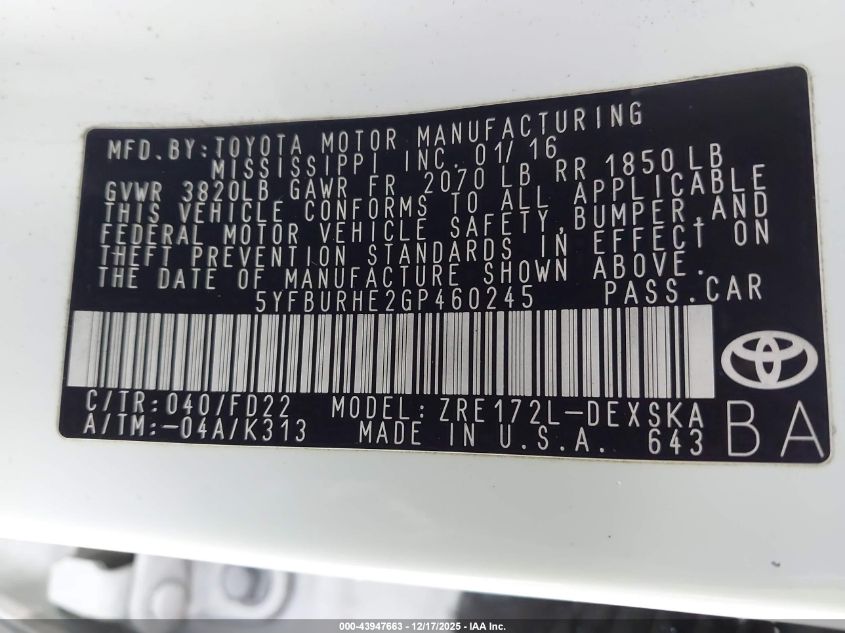 MFD. BY: TOYOTA MOTOR MANUFACTURING
MISSISSIPPI INC. 01/16
GVWR 3820LB GAWR FR 2070 LB RR 1850 LB
THIS VEHICLE CONFORMS TO ALL APPLICABLE
FEDERAL MOTOR VEHICLE SAFETY, BUMPER, AND
THEFT PREVENTION STANDARDS IN EFFECT ON
THE DATE OF MANUFACTURE SHOWN ABOVE.
5YFBURHE2GP460245 PASS. CAR
C/TR: 040/FD22 MODEL: ZRE172L-DEXSKA
A/TM: -04A/K313 MADE IN U.S.A. 643 BA
000-43947663 – 12/17/2025 – IAA Inc.